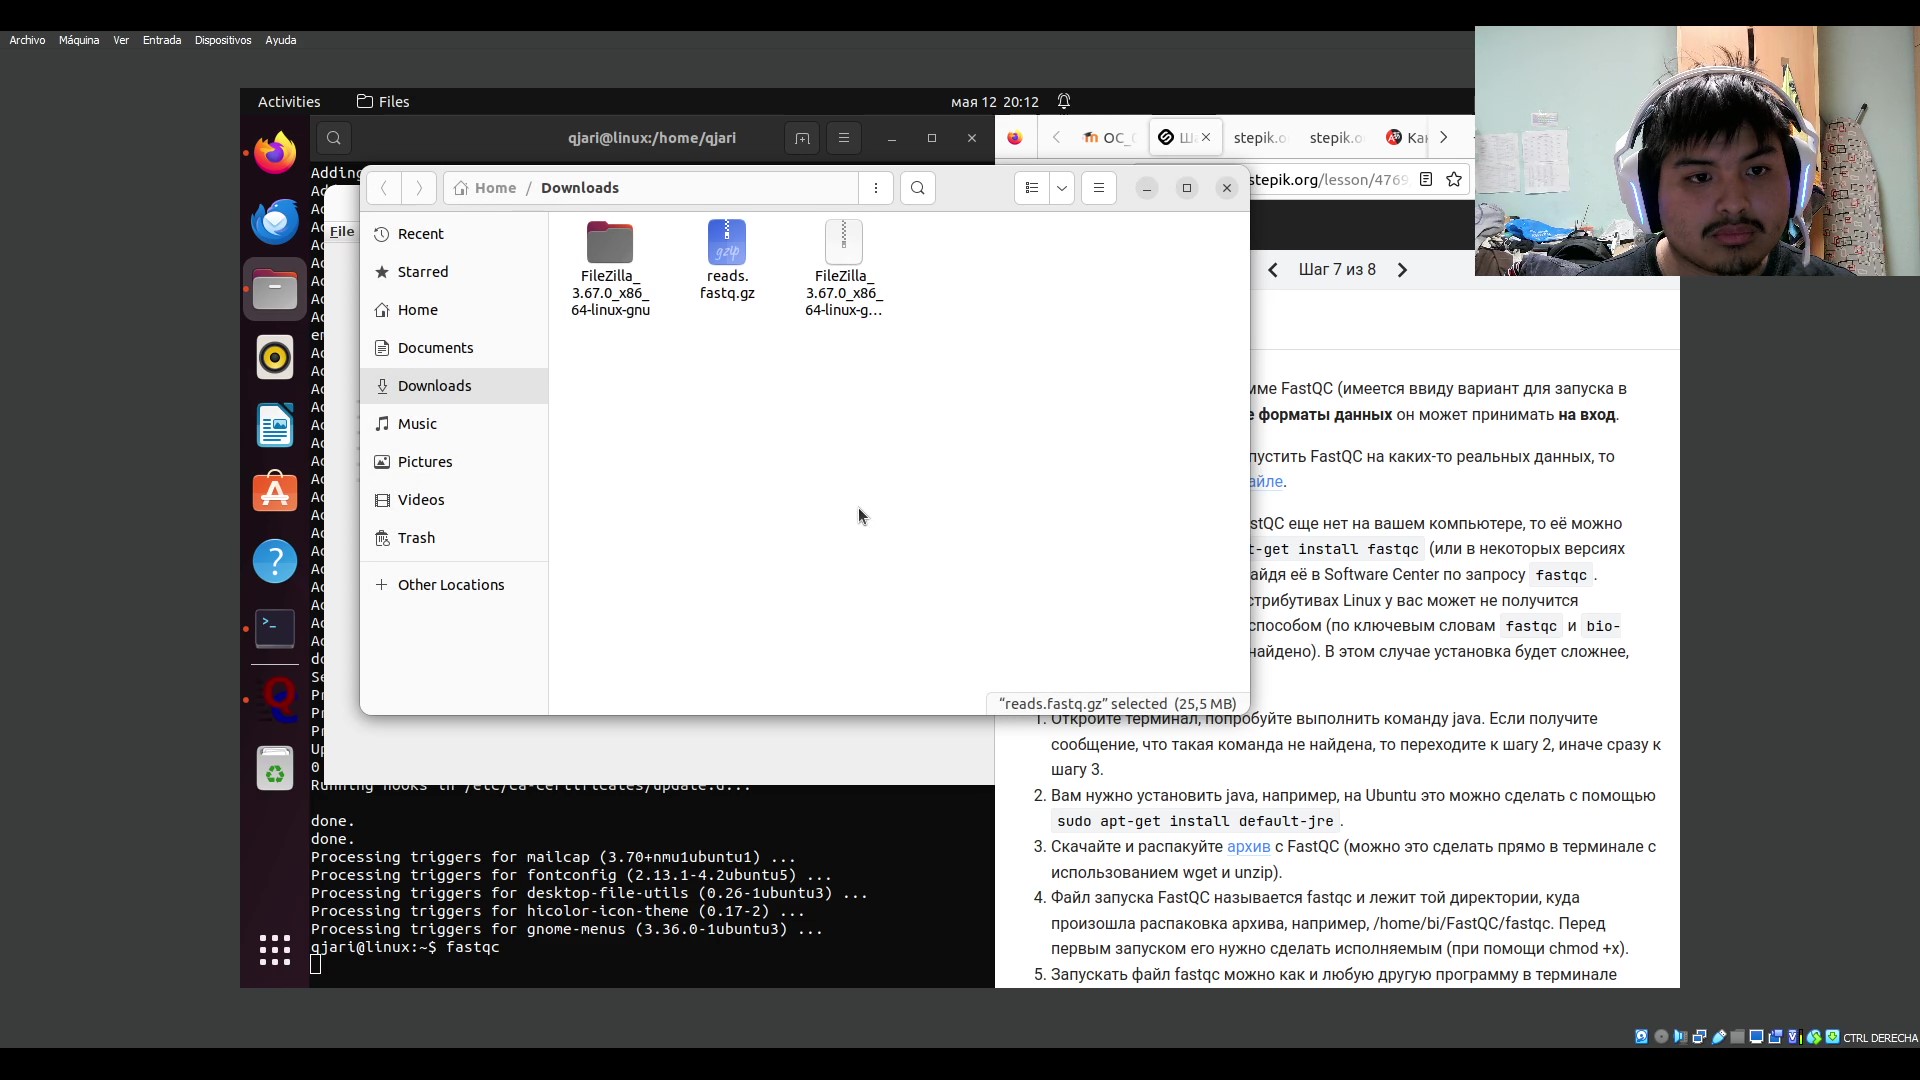 Archivo Máquina Ver Entrada Dispositivos Ayuda
Activities Files мая 12 20:12
qjari@linux:/home/qjari
OC_ Ш stepik.o stepik.o Как
stepik.org/lesson/4769
Adding
File
Home / Downloads
Recent
Starred
Home
Documents
Downloads
Music
Pictures
Videos
Trash
Other Locations
FileZilla_
3.67.0_x86_
64-linux-gnu
reads.
fastq.gz
gzip
FileZilla_
3.67.0_x86_
64-linux-g…
“reads.fastq.gz” selected (25,5 MB)
Шаг 7 из 8
мме FastQC (имеется ввиду вариант для запуска в
е форматы данных он может принимать на вход.
пустить FastQC на каких-то реальных данных, то
айле.
stQC еще нет на вашем компьютере, то её можно
t-get install fastqc (или в некоторых версиях
айдя её в Software Center по запросу fastqc.
стрибутивах Linux у вас может не получится
способом (по ключевым словам fastqc и bio-
найдено). В этом случае установка будет сложнее,
1. Откройте терминал, попробуйте выполнить команду java. Если получите
сообщение, что такая команда не найдена, то переходите к шагу 2, иначе сразу к
шагу 3.
2. Вам нужно установить java, например, на Ubuntu это можно сделать с помощью
sudo apt-get install default-jre.
3. Скачайте и распакуйте архив с FastQC (можно это сделать прямо в терминале с
использованием wget и unzip).
4. Файл запуска FastQC называется fastqc и лежит той директории, куда
произошла распаковка архива, например, /home/bi/FastQC/fastqc. Перед
первым запуском его нужно сделать исполняемым (при помощи chmod +x).
5. Запускать файл fastqc можно как и любую другую программу в терминале
Running hooks in /etc/ca-certificates/update.d...
done.
done.
Processing triggers for mailcap (3.70+nmu1ubuntu1) ...
Processing triggers for fontconfig (2.13.1-4.2ubuntu5) ...
Processing triggers for desktop-file-utils (0.26-1ubuntu3) ...
Processing triggers for hicolor-icon-theme (0.17-2) ...
Processing triggers for gnome-menus (3.36.0-1ubuntu3) ...
qjari@linux:~$ fastqc
CTRL DERECHA